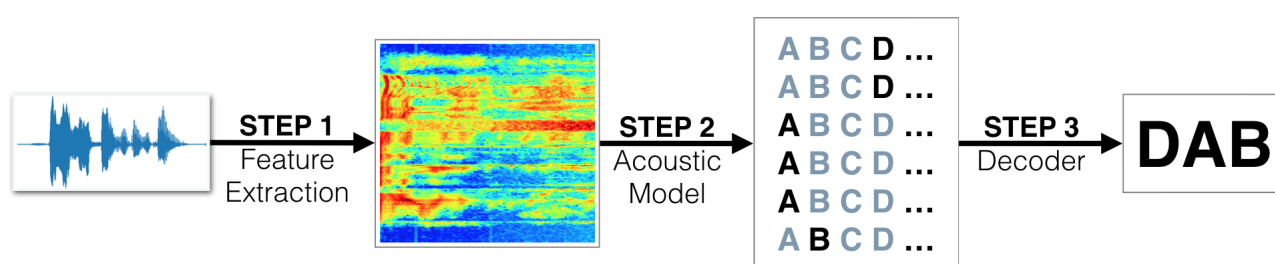 STEP 1
Feature
Extraction
STEP 2
Acoustic
Model
A B C D ...
A B C D ...
A B C D ...
A B C D ...
A B C D ...
A B C D ...
STEP 3
Decoder
DAB